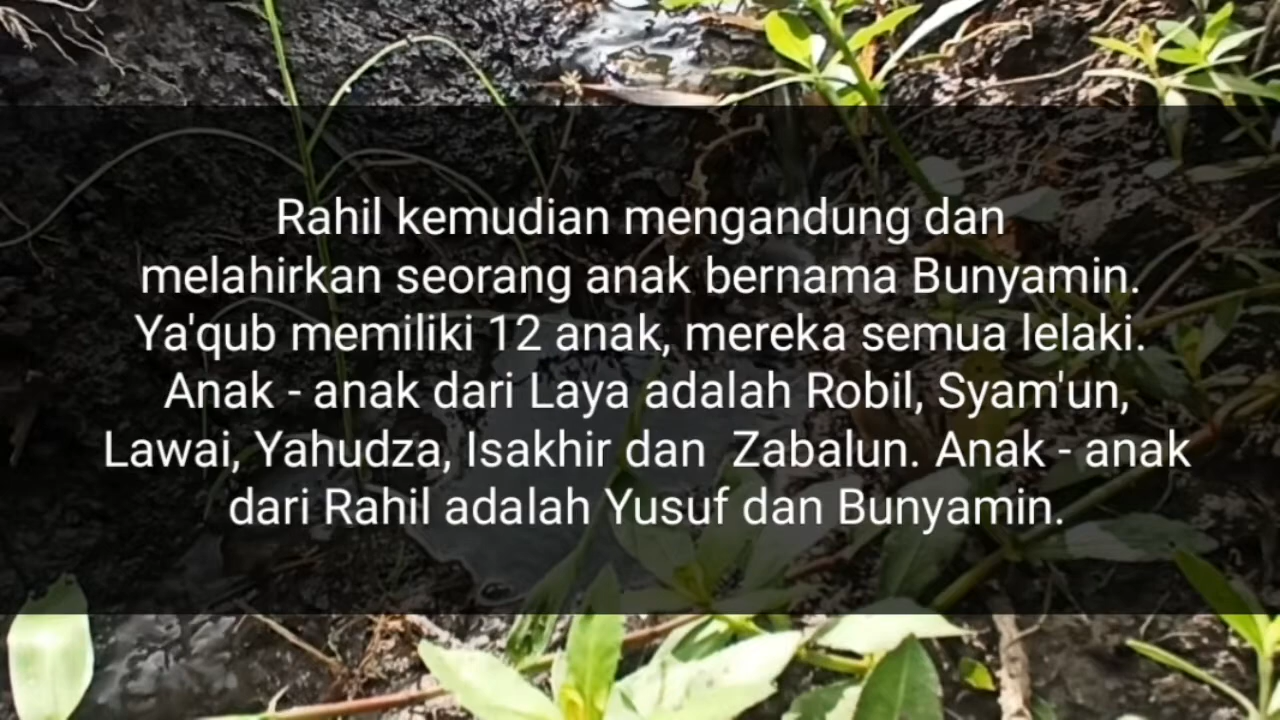 Rahil kemudian mengandung dan
melahirkan seorang anak bernama Bunyamin.
Ya'qub memiliki 12 anak, mereka semua lelaki.
Anak - anak dari Laya adalah Robil, Syam'un,
Lawai, Yahudza, Isakhir dan  Zabalun. Anak - anak
dari Rahil adalah Yusuf dan Bunyamin.